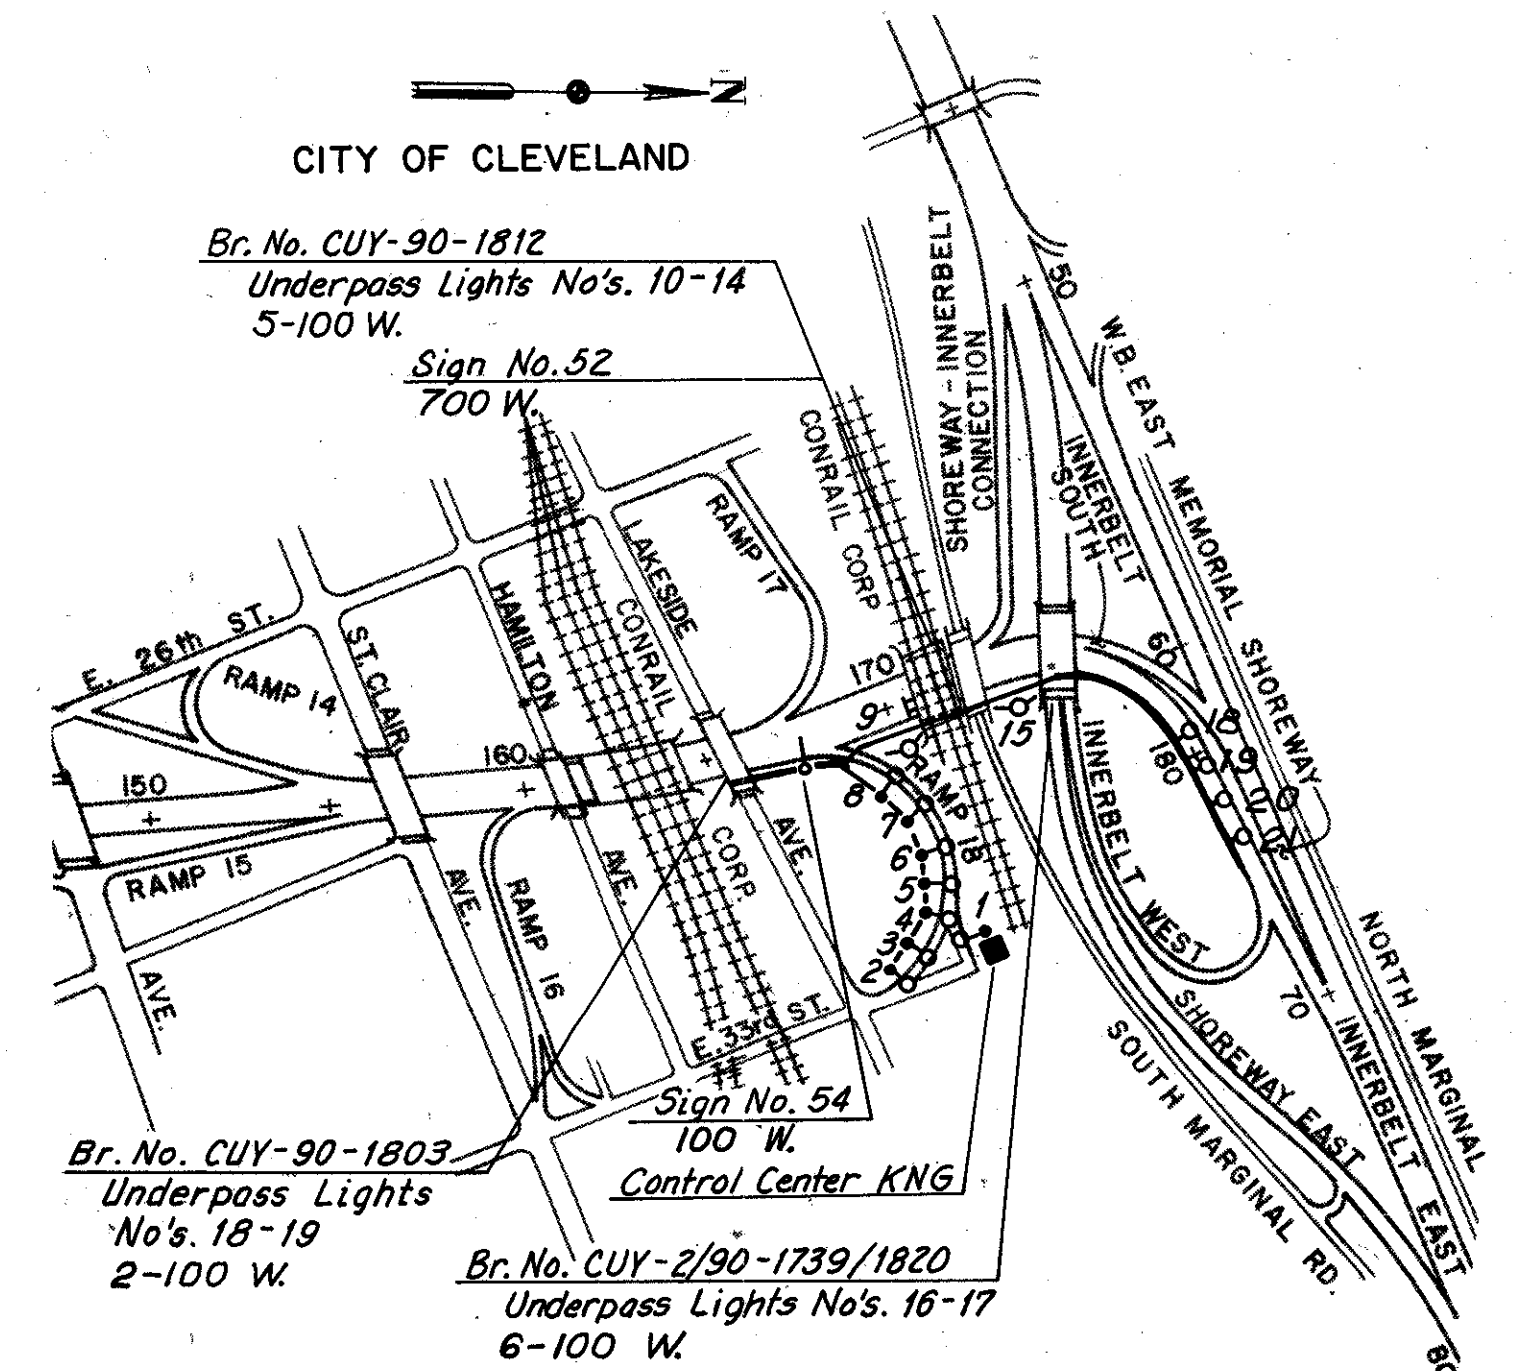 N
CITY OF CLEVELAND
Br. No. CUY-90-1812
Underpass Lights No's. 10-14
5-100 W.
Sign No. 52
700 W.
SHOREWAY - INNERBELT
CONNECTION
50
W.B. EAST MEMORIAL SHOREWAY
INNERBELT
SOUTH
CONRAIL CORP
RAMP 17
LAKESIDE
AVE.
HAMILTON
AVE.
CONRAIL
CORP.
E. 26th ST.
RAMP 14
ST. CLAIR
AVE.
150
160
170
180
60
70
9
15
18
19
20
8
7
6
5
4
3
2
1
RAMP 18
RAMP 15
RAMP 16
AVE.
INNERBELT WEST
NORTH MARGINAL
SHOREWAY EAST
INNERBELT EAST
SOUTH MARGINAL RD.
E. 33rd ST.
Sign No. 54
100 W.
Control Center KNG
Br. No. CUY-90-1803
Underpass Lights
No's. 18-19
2-100 W.
Br. No. CUY-2/90-1739/1820
Underpass Lights No's. 16-17
6-100 W.